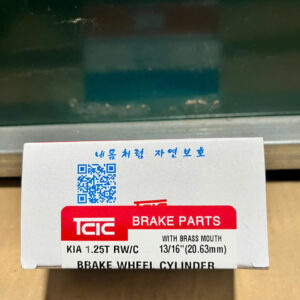 내몸처럼 자연보호
TCIC
TCIC BRAKE PARTS
WITH BRASS MOUTH
KIA 1.25T RW/C 13/16"(20.63mm)
BRAKE WHEEL CYLINDER